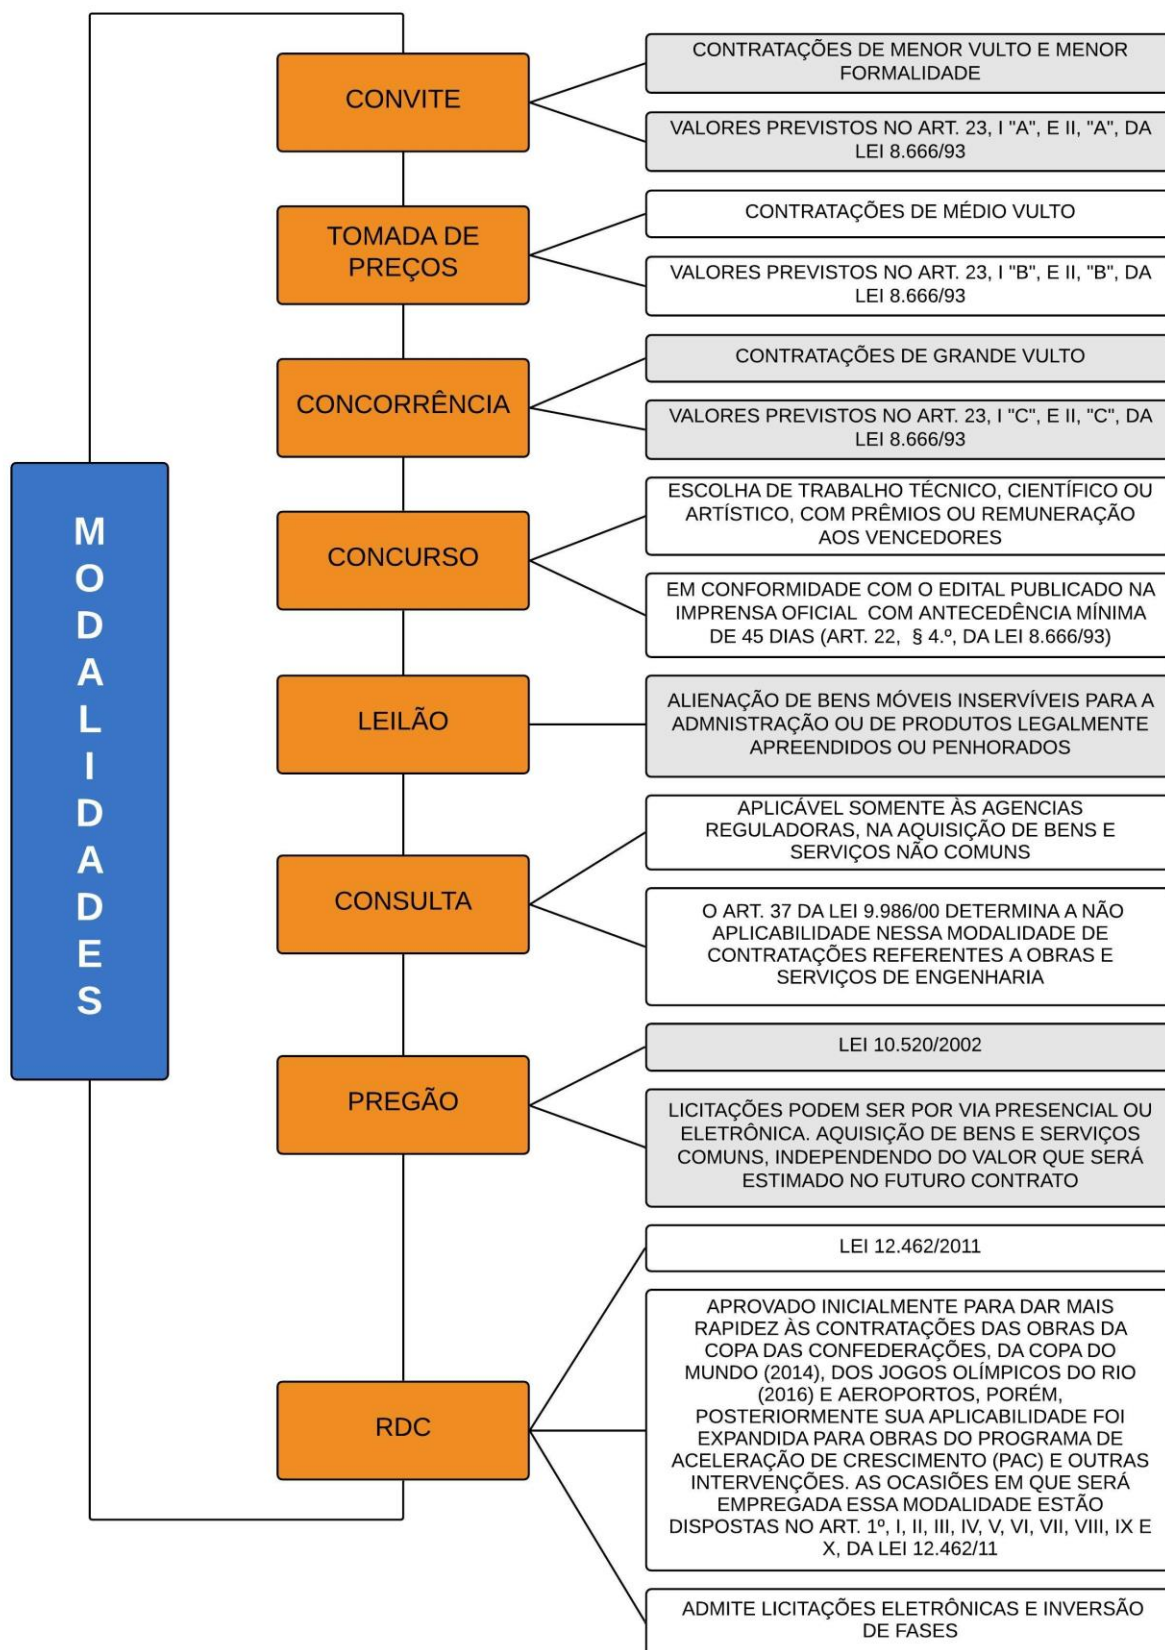 MODALIDADES
CONVITE
CONTRATAÇÕES DE MENOR VULTO E MENOR
FORMALIDADE
VALORES PREVISTOS NO ART. 23, I "A", E II, "A", DA
LEI 8.666/93
TOMADA DE
PREÇOS
CONTRATAÇÕES DE MÉDIO VULTO
VALORES PREVISTOS NO ART. 23, I "B", E II, "B", DA
LEI 8.666/93
CONCORRÊNCIA
CONTRATAÇÕES DE GRANDE VULTO
VALORES PREVISTOS NO ART. 23, I "C", E II, "C", DA
LEI 8.666/93
CONCURSO
ESCOLHA DE TRABALHO TÉCNICO, CIENTÍFICO OU
ARTÍSTICO, COM PRÊMIOS OU REMUNERAÇÃO
AOS VENCEDORES
EM CONFORMIDADE COM O EDITAL PUBLICADO NA
IMPRENSA OFICIAL COM ANTECEDÊNCIA MÍNIMA
DE 45 DIAS (ART. 22, § 4.º, DA LEI 8.666/93)
LEILÃO
ALIENAÇÃO DE BENS MÓVEIS INSERVÍVEIS PARA A
ADMNISTRAÇÃO OU DE PRODUTOS LEGALMENTE
APREENDIDOS OU PENHORADOS
CONSULTA
APLICÁVEL SOMENTE ÀS AGENCIAS
REGULADORAS, NA AQUISIÇÃO DE BENS E
SERVIÇOS NÃO COMUNS
O ART. 37 DA LEI 9.986/00 DETERMINA A NÃO
APLICABILIDADE NESSA MODALIDADE DE
CONTRATAÇÕES REFERENTES A OBRAS E
SERVIÇOS DE ENGENHARIA
PREGÃO
LEI 10.520/2002
LICITAÇÕES PODEM SER POR VIA PRESENCIAL OU
ELETRÔNICA. AQUISIÇÃO DE BENS E SERVIÇOS
COMUNS, INDEPENDENDO DO VALOR QUE SERÁ
ESTIMADO NO FUTURO CONTRATO
RDC
LEI 12.462/2011
APROVADO INICIALMENTE PARA DAR MAIS
RAPIDEZ ÀS CONTRATAÇÕES DAS OBRAS DA
COPA DAS CONFEDERAÇÕES, DA COPA DO
MUNDO (2014), DOS JOGOS OLÍMPICOS DO RIO
(2016) E AEROPORTOS, PORÉM,
POSTERIORMENTE SUA APLICABILIDADE FOI
EXPANDIDA PARA OBRAS DO PROGRAMA DE
ACELERAÇÃO DE CRESCIMENTO (PAC) E OUTRAS
INTERVENÇÕES. AS OCASIÕES EM QUE SERÁ
EMPREGADA ESSA MODALIDADE ESTÃO
DISPOSTAS NO ART. 1º, I, II, III, IV, V, VI, VII, VIII, IX E
X, DA LEI 12.462/11
ADMITE LICITAÇÕES ELETRÔNICAS E INVERSÃO
DE FASES